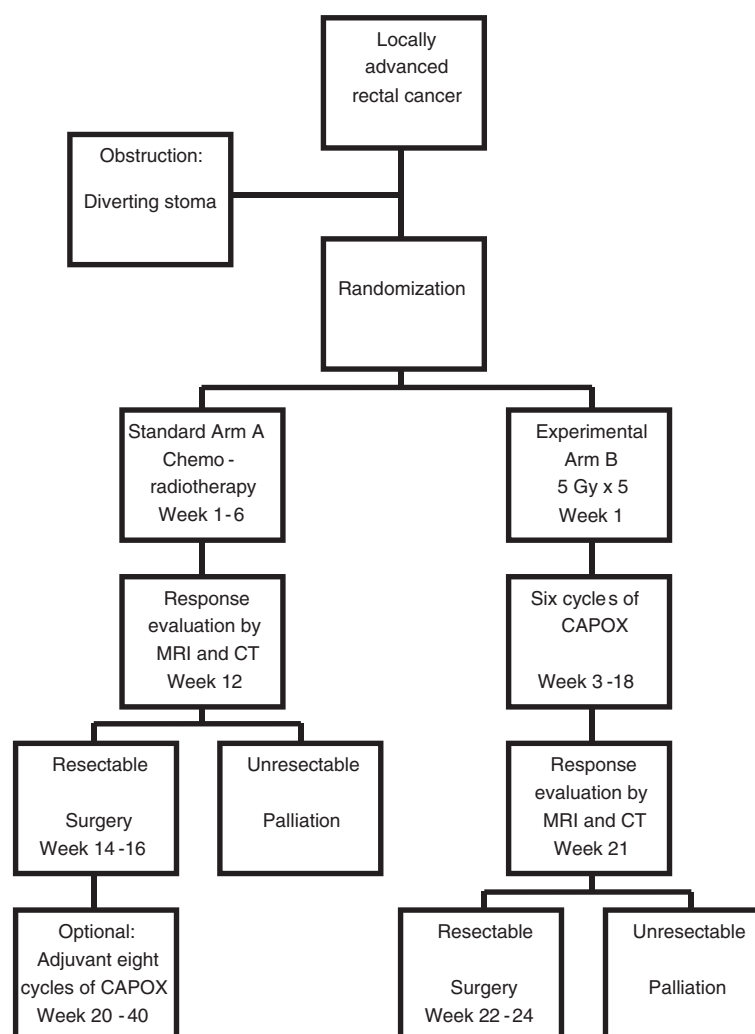 Locally
advanced
rectal cancer
Obstruction:
Diverting stoma
Randomization
Standard Arm A
Chemo -
radiotherapy
Week 1-6
Experimental
Arm B
5 Gy x 5
Week 1
Response
evaluation by
MRI and CT
Week 12
Six cycles of
CAPOX
Week 3 -18
Resectable
Surgery
Week 14 -16
Unresectable
Palliation
Response
evaluation by
MRI and CT
Week 21
Optional:
Adjuvant eight
cycles of CAPOX
Week 20 - 40
Resectable
Surgery
Week 22 - 24
Unresectable
Palliation